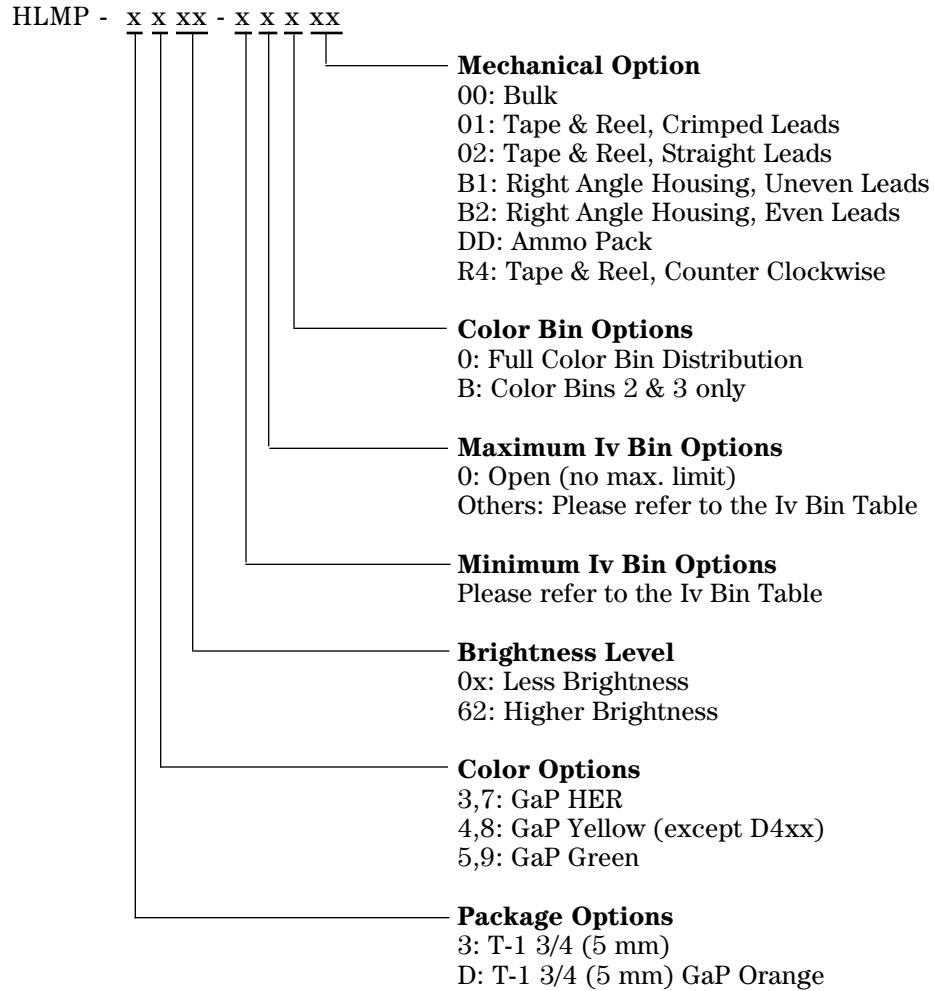 HLMP - x x xx - x x x xx
Mechanical Option
00: Bulk
01: Tape & Reel, Crimped Leads
02: Tape & Reel, Straight Leads
B1: Right Angle Housing, Uneven Leads
B2: Right Angle Housing, Even Leads
DD: Ammo Pack
R4: Tape & Reel, Counter Clockwise
Color Bin Options
0: Full Color Bin Distribution
B: Color Bins 2 & 3 only
Maximum Iv Bin Options
0: Open (no max. limit)
Others: Please refer to the Iv Bin Table
Minimum Iv Bin Options
Please refer to the Iv Bin Table
Brightness Level
0x: Less Brightness
62: Higher Brightness
Color Options
3,7: GaP HER
4,8: GaP Yellow (except D4xx)
5,9: GaP Green
Package Options
3: T-1 3/4 (5 mm)
D: T-1 3/4 (5 mm) GaP Orange